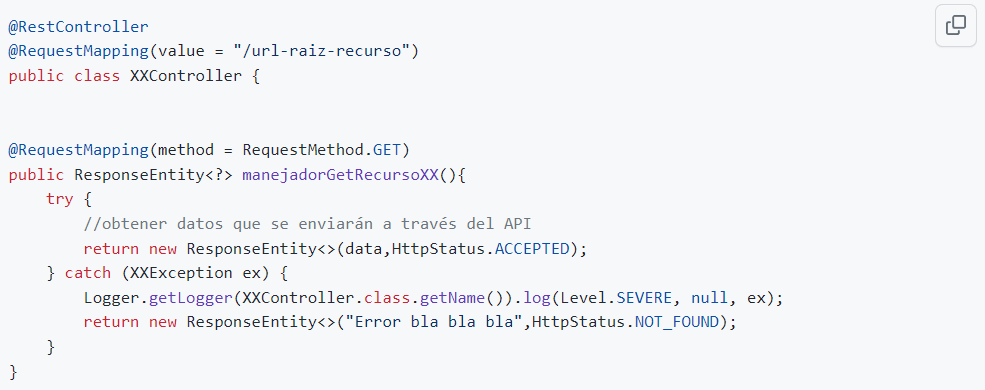 @RestController
@RequestMapping(value = "/url-raiz-recurso")
public class XXController {
@RequestMapping(method = RequestMethod.GET)
public ResponseEntity<?> manejadorGetRecursoXX(){
try {
//obtener datos que se enviarán a través del API
return new ResponseEntity<>(data,HttpStatus.ACCEPTED);
} catch (XXException ex) {
Logger.getLogger(XXController.class.getName()).log(Level.SEVERE, null, ex);
return new ResponseEntity<>("Error bla bla bla",HttpStatus.NOT_FOUND);
}
}